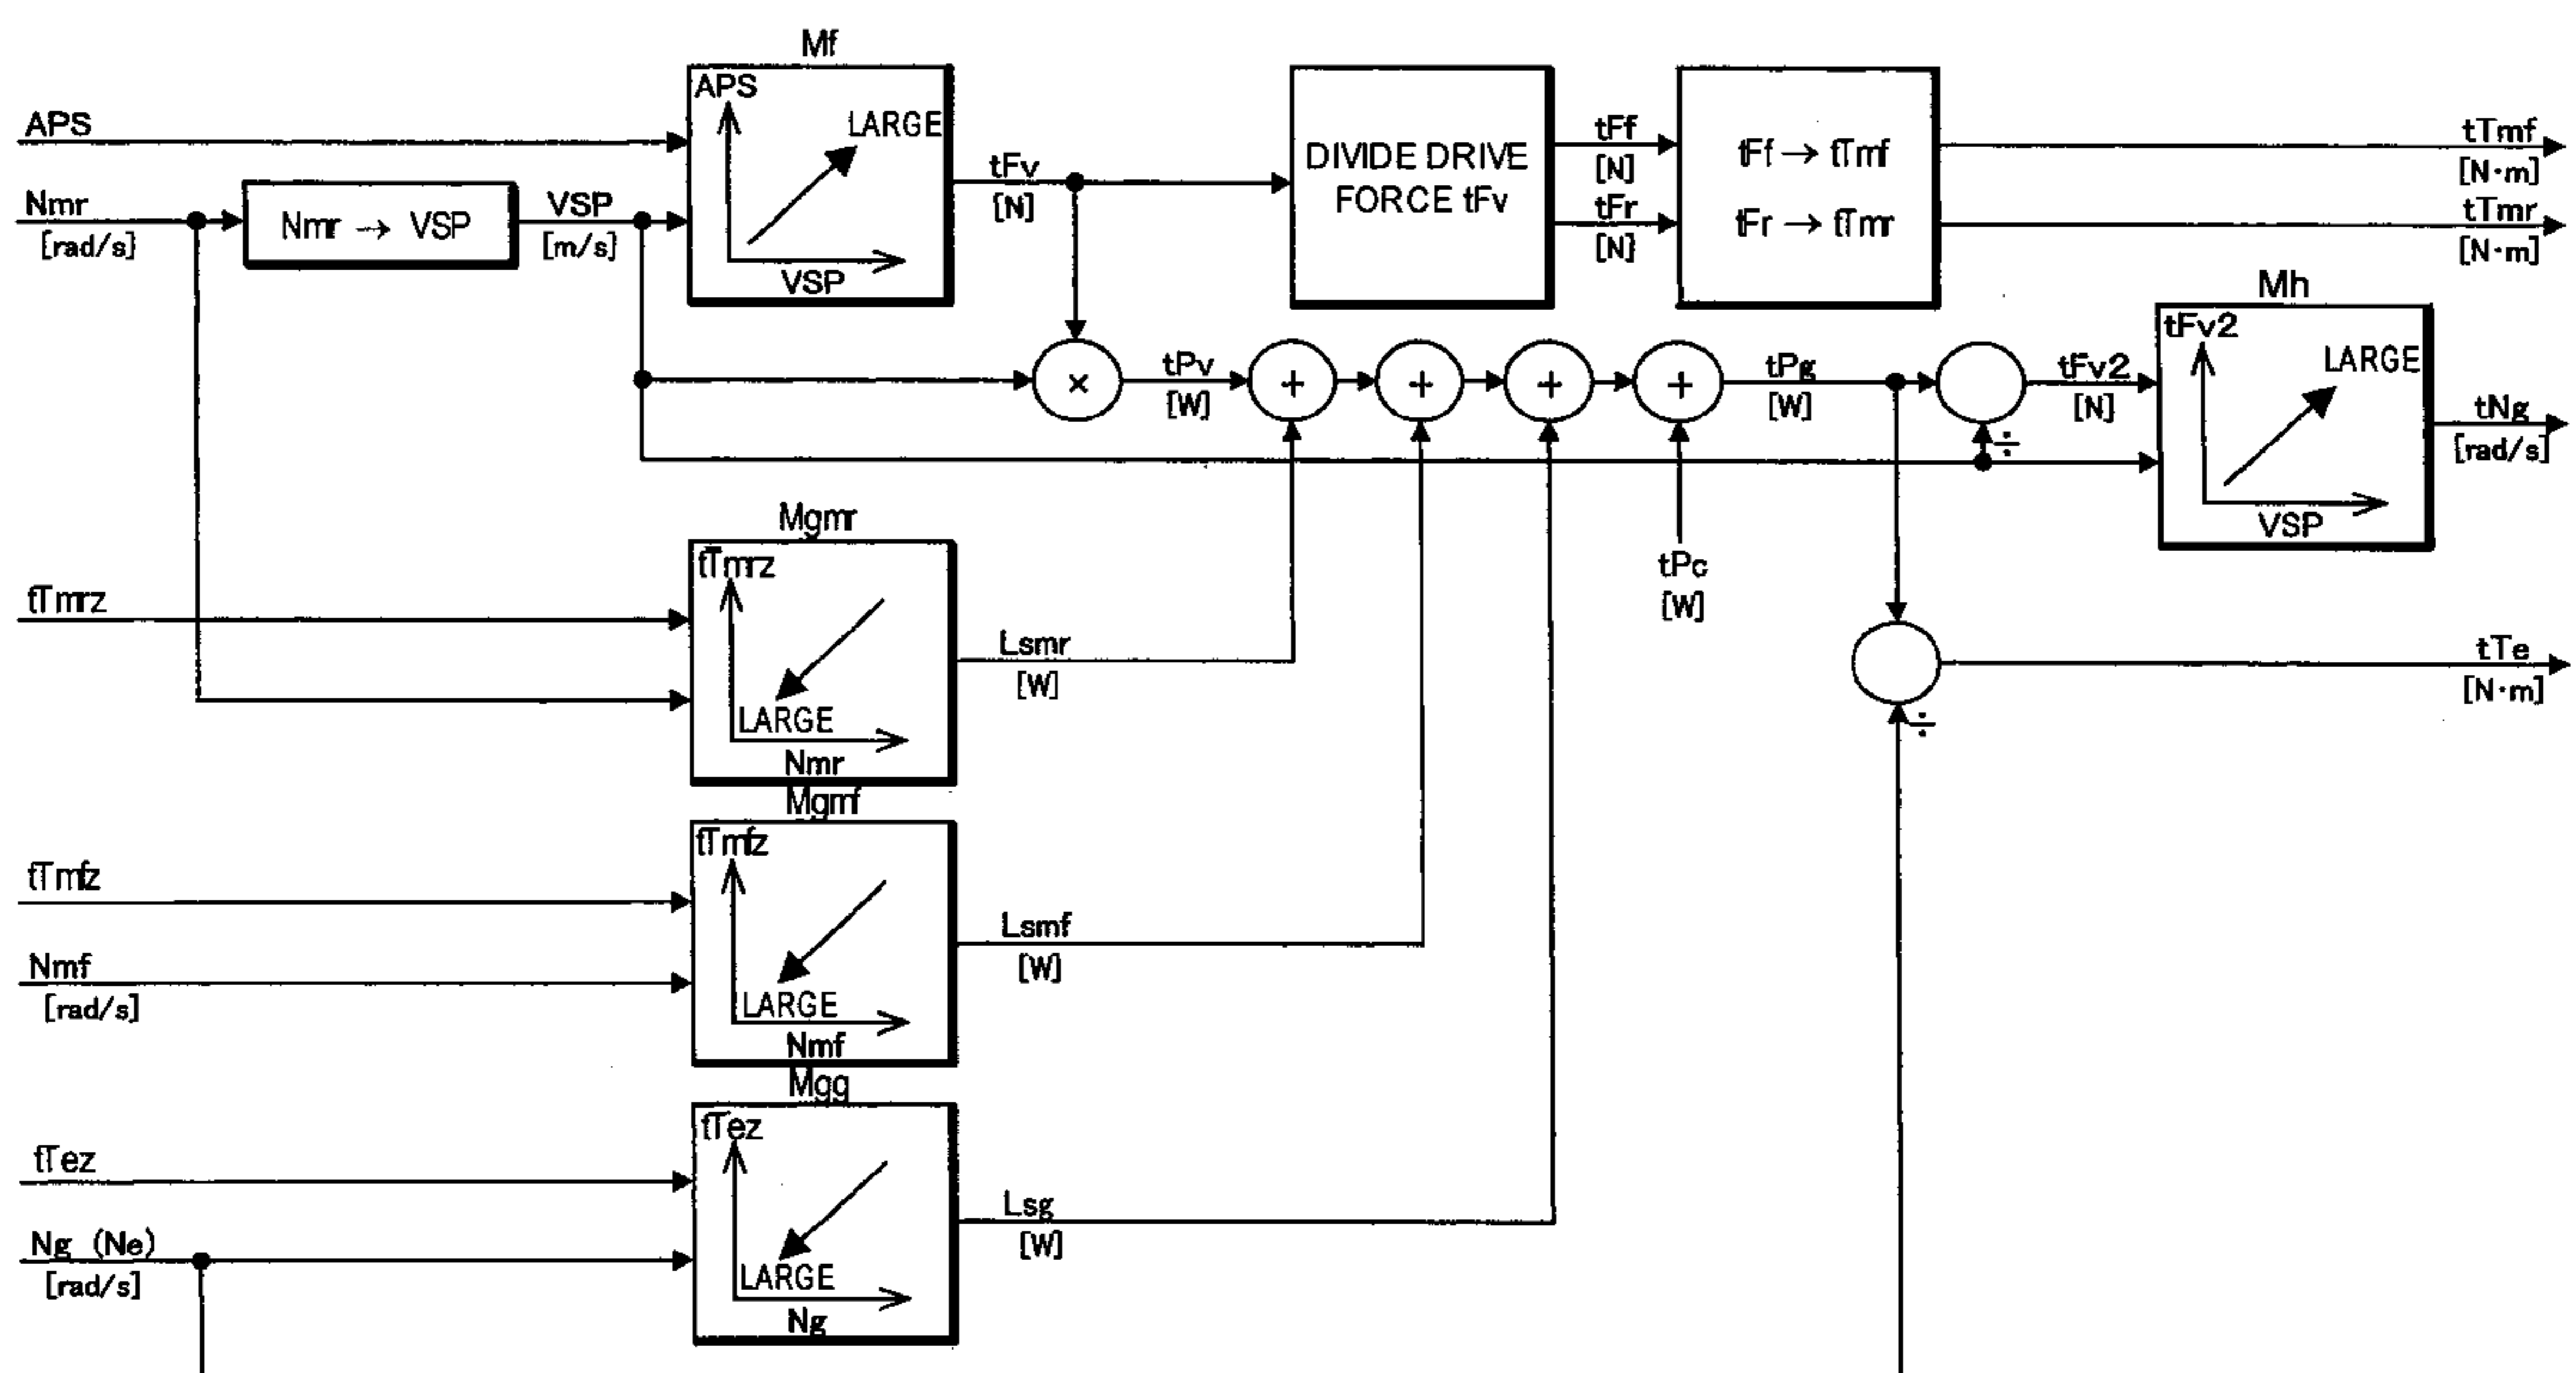 Mf
APS
APS
LARGE
VSP
Nmr
[rad/s]
Nmr → VSP
VSP
[m/s]
tFv
[N]
DIVIDE DRIVE
FORCE tFv
tFf
[N]
tFr
[N]
tFf → tTmf
tFr → tTmr
tTmf
[N·m]
tTmr
[N·m]
Mh
tFv2
LARGE
VSP
×
tPv
[W]
+
+
+
+
tPg
[W]
÷
tFv2
[N]
tNg
[rad/s]
tPc
[W]
tTe
[N·m]
÷
Mgmr
tTmrz
tTmrz
LARGE
Nmr
Lsmr
[W]
Mgmf
tTmfz
tTmfz
Nmf
[rad/s]
LARGE
Nmf
Lsmf
[W]
Mgg
tTez
tTez
Ng (Ne)
[rad/s]
LARGE
Ng
Lsg
[W]